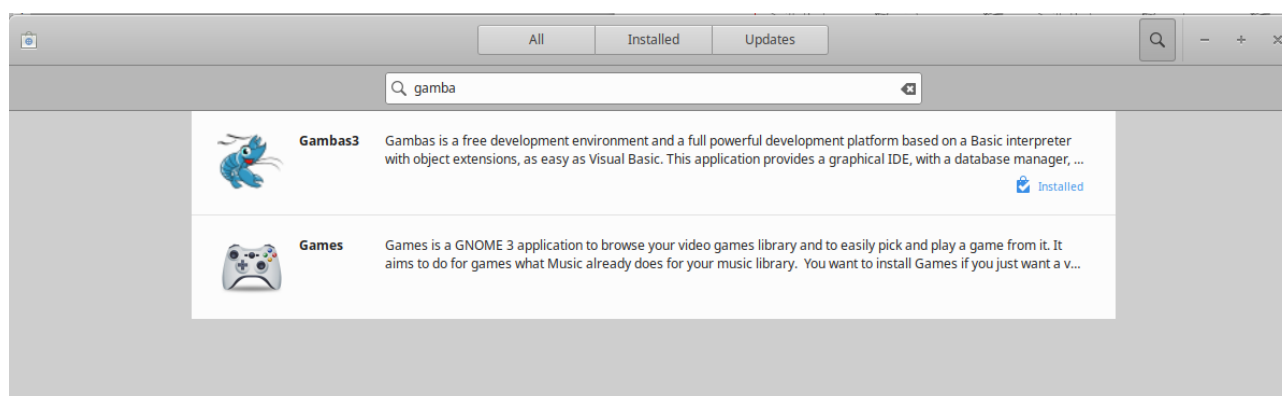 All Installed Updates
gamba
Gambas3 Gambas is a free development environment and a full powerful development platform based on a Basic interpreter
with object extensions, as easy as Visual Basic. This application provides a graphical IDE, with a database manager, ...
Installed
Games Games is a GNOME 3 application to browse your video games library and to easily pick and play a game from it. It
aims to do for games what Music already does for your music library.  You want to install Games if you just want a v...